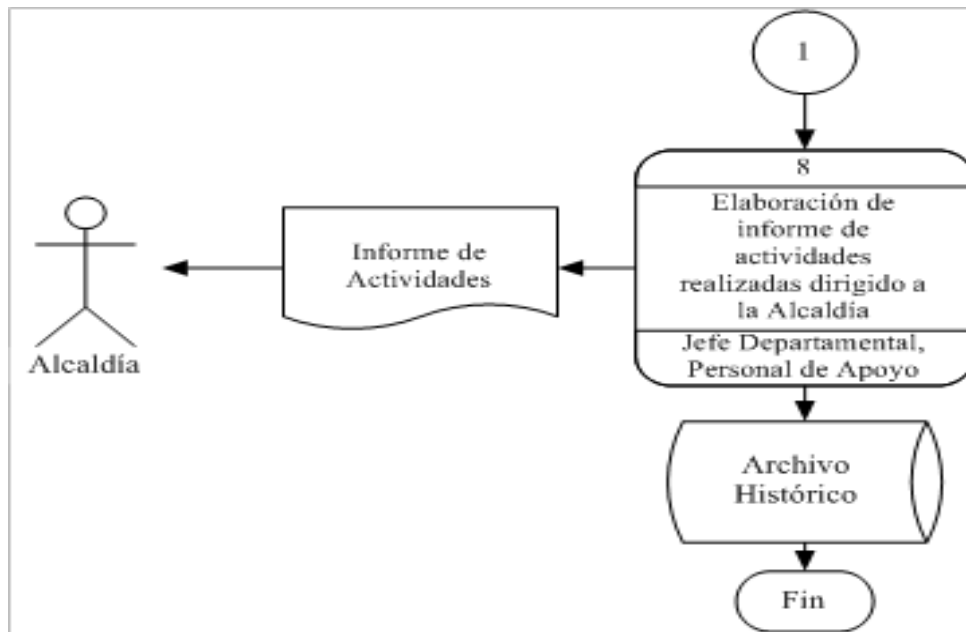 1
8
Elaboración de
informe de
actividades
realizadas dirigido a
la Alcaldía
Jefe Departamental,
Personal de Apoyo
Informe de
Actividades
Alcaldía
Archivo
Histórico
Fin